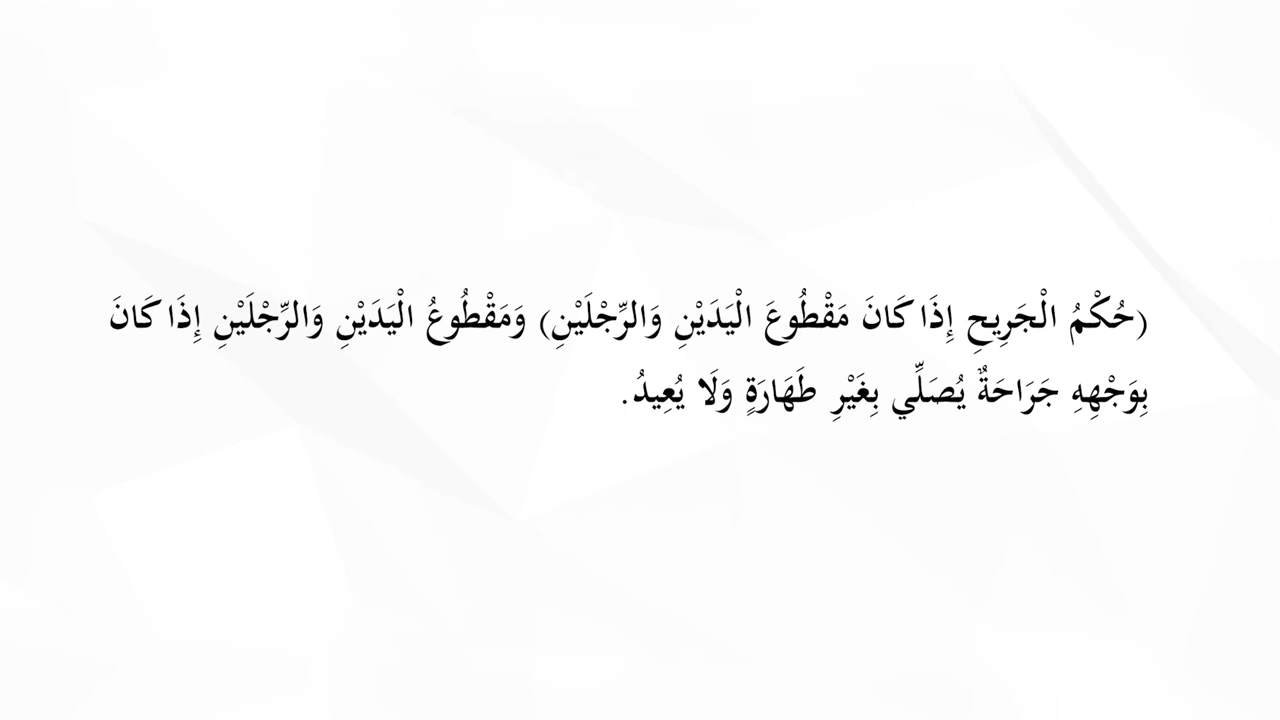 (حُكْمُ الْجَرِيحِ إِذَا كَانَ مَقْطُوعَ الْيَدَيْنِ وَالرِّجْلَيْنِ) وَمَقْطُوعُ الْيَدَيْنِ وَالرِّجْلَيْنِ إِذَا كَانَ
بِوَجْهِهِ جَرَاحَةٌ يُصَلِّي بِغَيْرِ طَهَارَةٍ وَلَا يُعِيدُ.